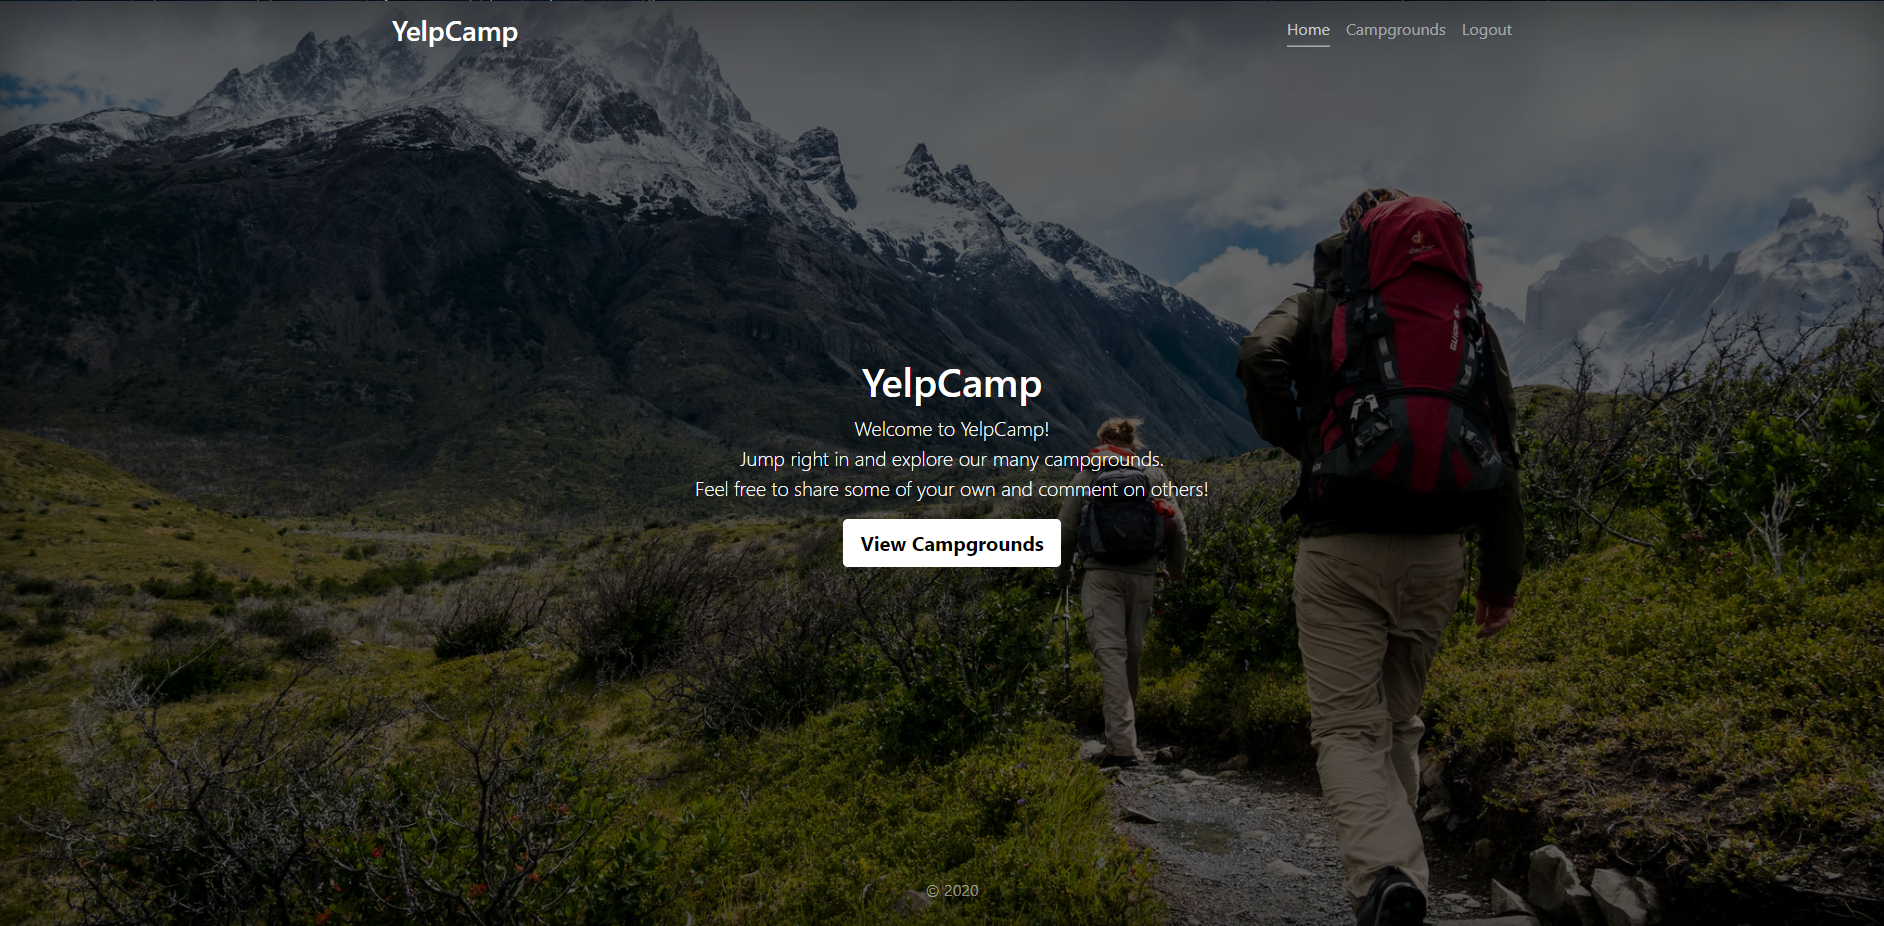 YelpCamp
Home Campgrounds Logout
deuter
YelpCamp
Welcome to YelpCamp!
Jump right in and explore our many campgrounds.
Feel free to share some of your own and comment on others!
View Campgrounds
© 2020